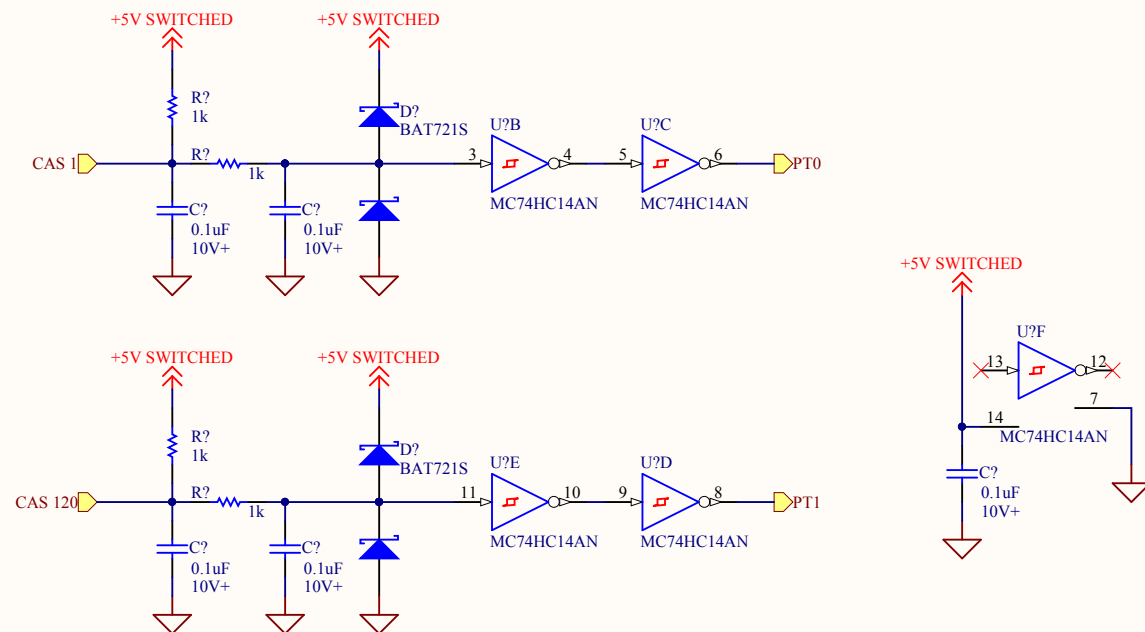 +5V SWITCHED
+5V SWITCHED
R?
1k
D?
BAT721S
U?B
U?C
CAS 1
R?
1k
3
4
5
6
PT0
MC74HC14AN
MC74HC14AN
C?
0.1uF
10V+
C?
0.1uF
10V+
+5V SWITCHED
+5V SWITCHED
R?
1k
D?
BAT721S
U?E
U?D
CAS 120
R?
1k
11
10
9
8
PT1
MC74HC14AN
MC74HC14AN
C?
0.1uF
10V+
C?
0.1uF
10V+
+5V SWITCHED
U?F
13
12
7
14
MC74HC14AN
C?
0.1uF
10V+